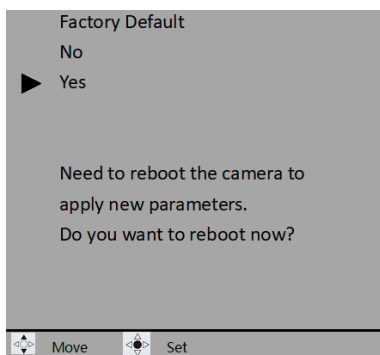 Factory Default
No
Yes
Need to reboot the camera to
apply new parameters.
Do you want to reboot now?
Move Set